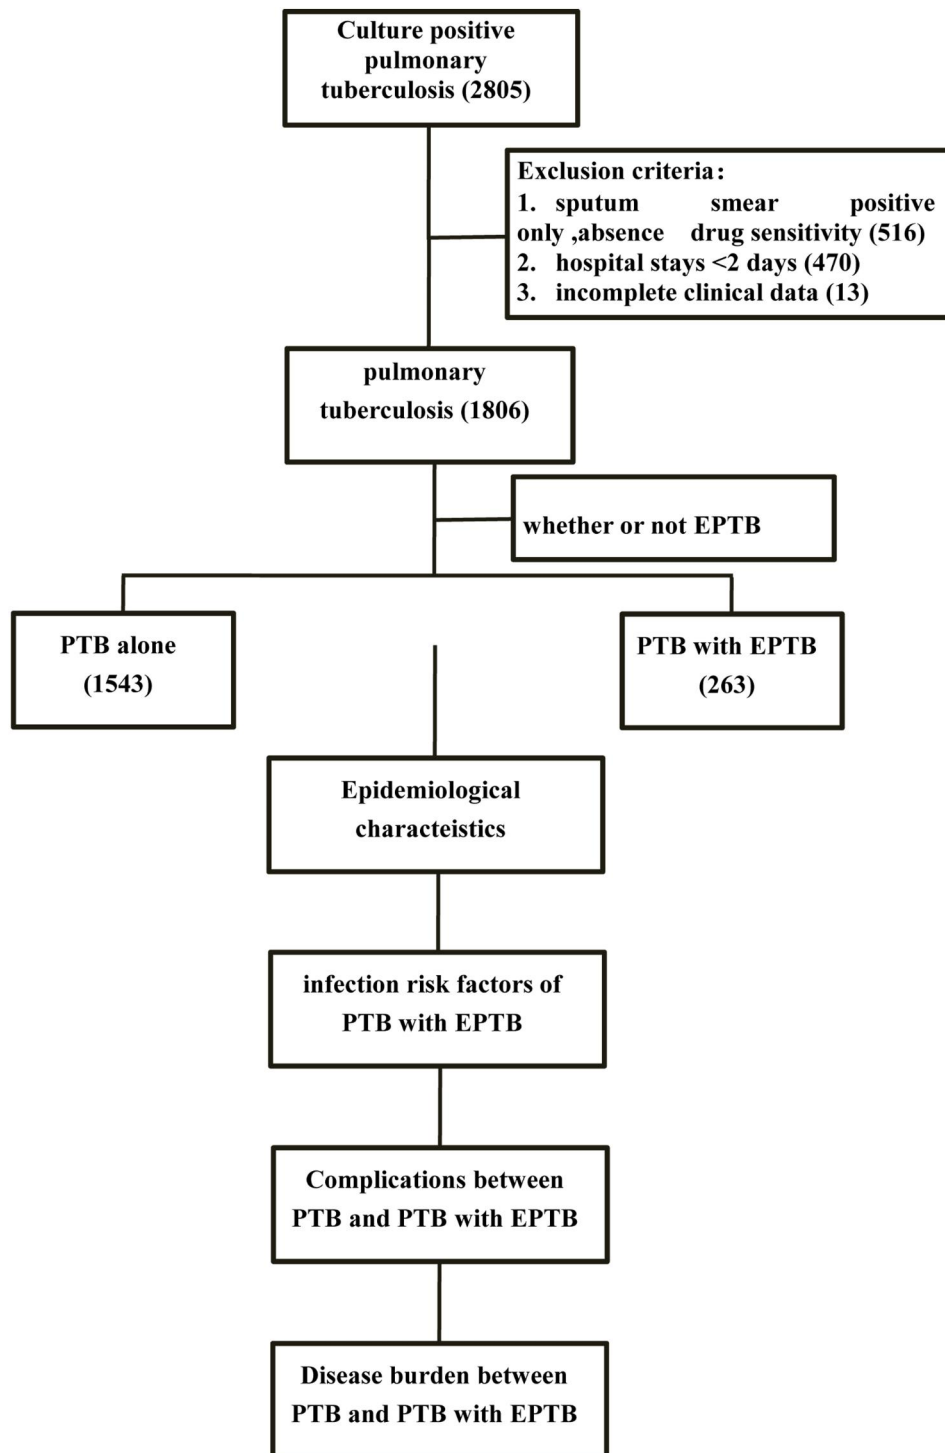 Culture positive
pulmonary
tuberculosis (2805)
Exclusion criteria：
1. sputum smear positive
only ,absence drug sensitivity (516)
2. hospital stays <2 days (470)
3. incomplete clinical data (13)
pulmonary
tuberculosis (1806)
whether or not EPTB
PTB alone
(1543)
PTB with EPTB
(263)
Epidemiological
characteistics
infection risk factors of
PTB with EPTB
Complications between
PTB and PTB with EPTB
Disease burden between
PTB and PTB with EPTB